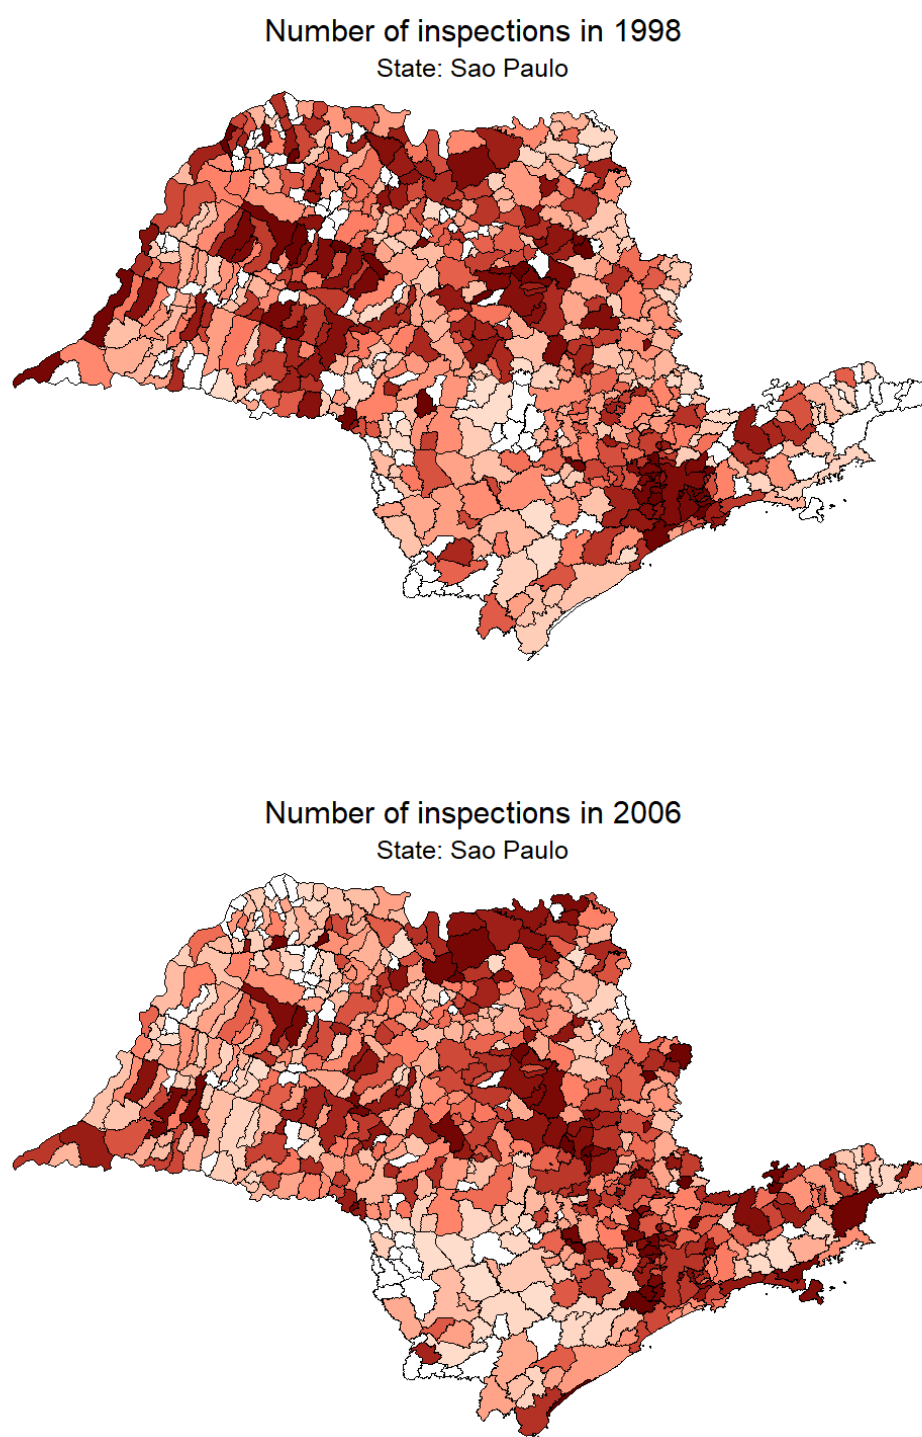 Number of inspections in 1998
State: Sao Paulo
Number of inspections in 2006
State: Sao Paulo